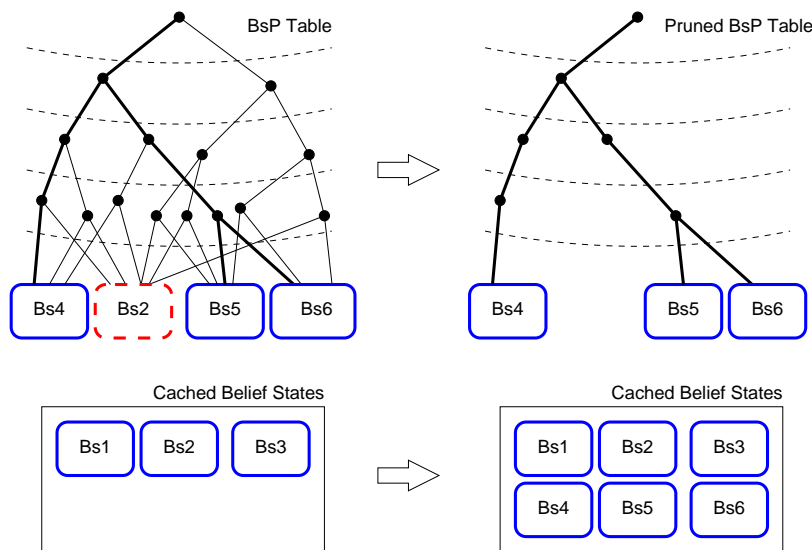 BsP Table
Pruned BsP Table
Bs4 Bs2 Bs5 Bs6
Bs4 Bs5 Bs6
Cached Belief States
Cached Belief States
Bs1 Bs2 Bs3
Bs1 Bs2 Bs3
Bs4 Bs5 Bs6